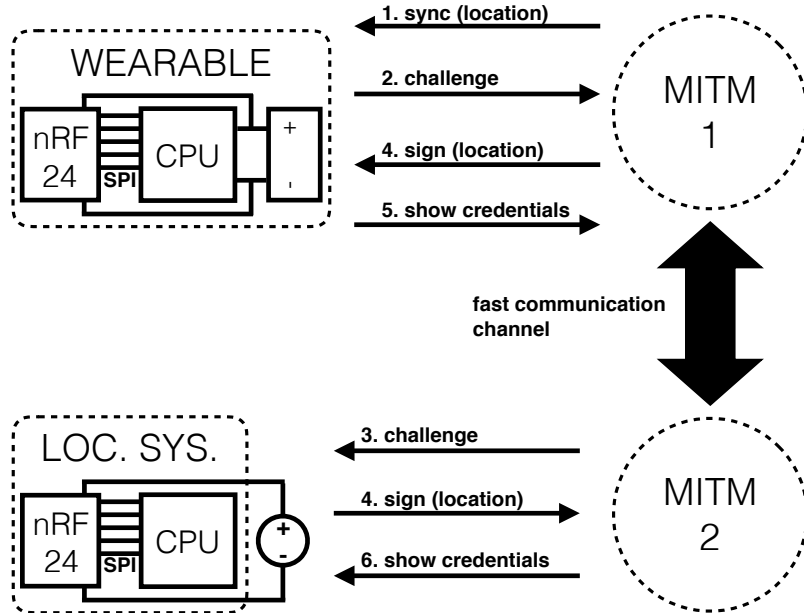 1. sync (location)
WEARABLE
2. challenge
MITM
1
nRF
24
SPI
CPU
+
-
4. sign (location)
5. show credentials
fast communication
channel
3. challenge
LOC. SYS.
4. sign (location)
MITM
2
nRF
24
SPI
CPU
+
-
6. show credentials